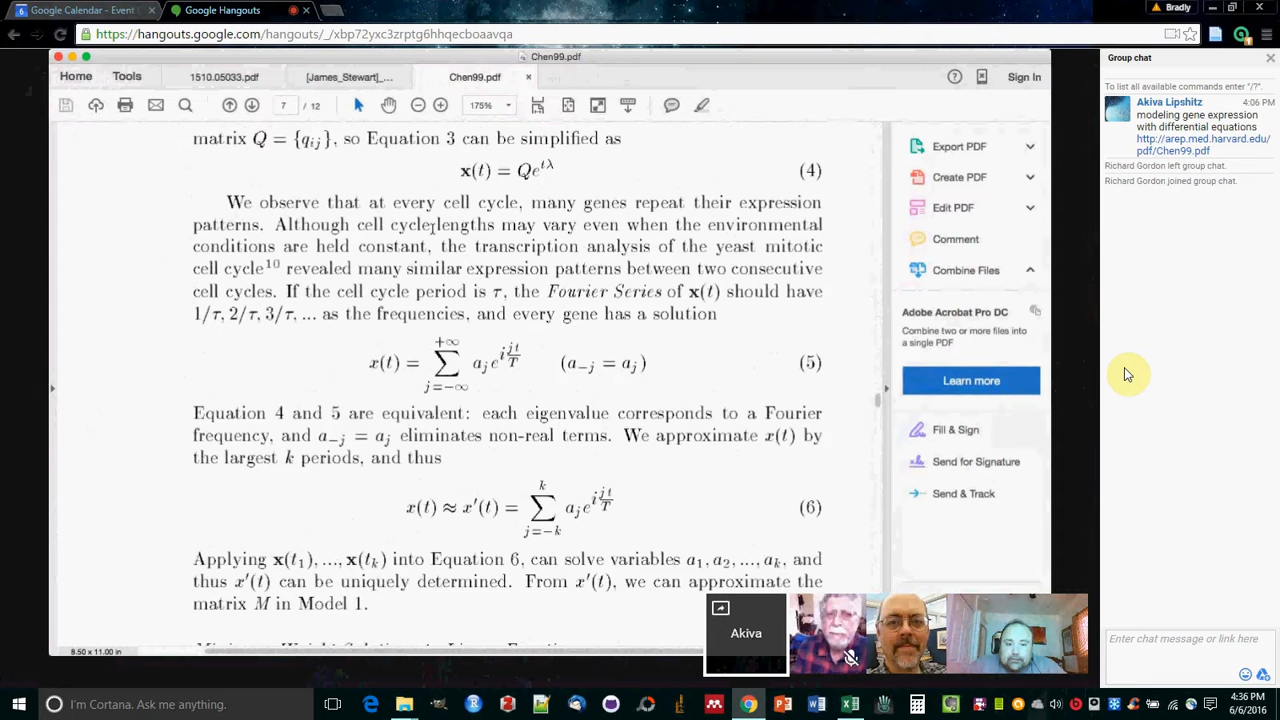 Google Calendar - Event
Google Hangouts
Bradly
https://hangouts.google.com/hangouts/_/xbp72yxc3zrptg6hhqecboaavqa
Chen99.pdf
Home
Tools
1510.05033.pdf
[James_Stewart]_...
Chen99.pdf
Sign In
7 / 12
175%
matrix Q = {qij}, so Equation 3 can be simplified as
x(t) = Qe^{tλ} (4)
We observe that at every cell cycle, many genes repeat their expression
patterns. Although cell cycle lengths may vary even when the environmental
conditions are held constant, the transcription analysis of the yeast mitotic
cell cycle¹⁰ revealed many similar expression patterns between two consecutive
cell cycles. If the cell cycle period is τ, the Fourier Series of x(t) should have
1/τ, 2/τ, 3/τ, ... as the frequencies, and every gene has a solution
x(t) = ∑_{j=−∞}^{+∞} a_j e^{i jt/T} (a_{−j} = a_j) (5)
Equation 4 and 5 are equivalent: each eigenvalue corresponds to a Fourier
frequency, and a_{−j} = a_j eliminates non-real terms. We approximate x(t) by
the largest k periods, and thus
x(t) ≈ x′(t) = ∑_{j=−k}^{k} a_j e^{i jt/T} (6)
Applying x(t₁), ..., x(t_k) into Equation 6, can solve variables a₁, a₂, ..., a_k, and
thus x′(t) can be uniquely determined. From x′(t), we can approximate the
matrix M in Model 1.
8.50 x 11.00 in
Export PDF
Create PDF
Edit PDF
Comment
Combine Files
Adobe Acrobat Pro DC
Combine two or more files into
a single PDF
Learn more
Fill & Sign
Send for Signature
Send & Track
Akiva
Group chat
To list all available commands enter "/?".
Akiva Lipshitz 4:06 PM
modeling gene expression
with differential equations
http://arep.med.harvard.edu/
pdf/Chen99.pdf
Richard Gordon left group chat.
Richard Gordon joined group chat.
Enter chat message or link here
I'm Cortana. Ask me anything.
4:36 PM
6/6/2016